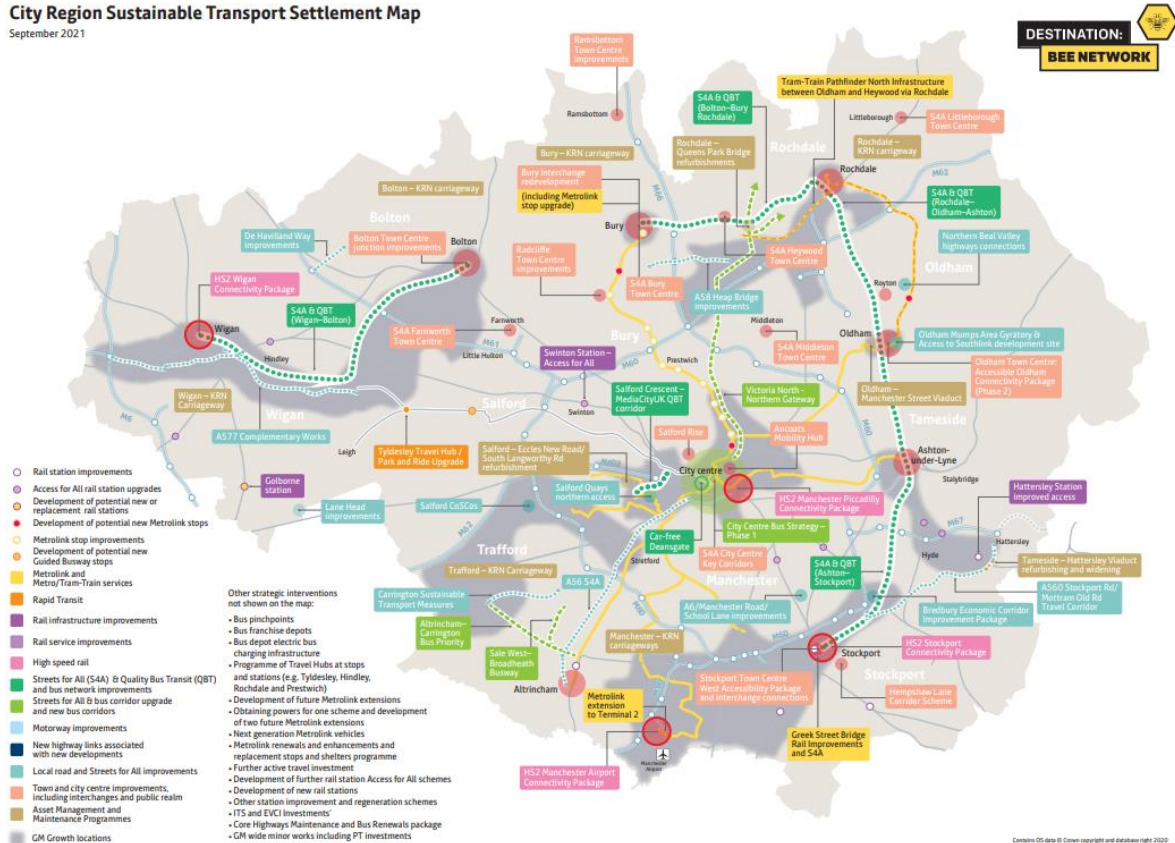 City Region Sustainable Transport Settlement Map
September 2021
DESTINATION:
BEE NETWORK
Ramsbottom
Town Centre
improvements
Ramsbottom
S4A & QBT
(Bolton–Bury
Rochdale)
Tram-Train Pathfinder North Infrastructure
between Oldham and Heywood via Rochdale
Littleborough
S4A Littleborough
Town Centre
Rochdale –
Queens Park Bridge
refurbishments
Rochdale
Rochdale –
KRN carrigeway
Bury – KRN carriageway
Rochdale
M62
M66
Bolton – KRN carriageway
Bury interchange
redevelopment
(including Metrolink
stop upgrade)
S4A & QBT
(Rochdale–
Oldham–Ashton)
Bolton
Bury
De Havilland Way
improvements
Bolton Town Centre
junction improvements
Bolton
Radcliffe
Town Centre
improvements
S4A Heywood
Town Centre
Northern Beal Valley
highways connections
Oldham
HS2 Wigan
Connectivity Package
S4A Bury
Town Centre
A58 Heap Bridge
improvements
Royton
S4A & QBT
(Wigan–Bolton)
Wigan
S4A Farnworth
Town Centre
Farnworth
Bury
Middleton
Oldham
Oldham Mumps Area Gyratory &
Access to Southlink development site
Hindley
M61
Little Hulton
Swinton Station –
Access for All
M60
Prestwich
S4A Middleton
Town Centre
Oldham Town Centre:
Accessible Oldham
Connectivity Package
(Phase 2)
Wigan – KRN
Carriageway
Wigan
Salford
Swinton
Salford Crescent –
MediaCityUK QBT
corridor
Victoria North -
Northern Gateway
Oldham –
Manchester Street Viaduct
M6
A577 Complementary Works
Leigh
Tyldesley Travel Hub /
Park and Ride Upgrade
Salford Rise
Ancoats
Mobility Hub
M60
Tameside
Salford – Eccles New Road/
South Langworthy Rd
refurbishment
City centre
Ashton-
under-Lyne
Stalybridge
Golborne
station
Lane Head
improvements
Salford CoSCos
M602
Salford Quays
northern access
HS2 Manchester Piccadilly
Connectivity Package
Hattersley Station
improved access
M62
Car-free
Deansgate
City Centre Bus Strategy –
Phase 1
M67
Hattersley
Trafford
Stretford
S4A City Centre
Key Corridors
Hyde
Trafford – KRN Carriageway
Manchester
S4A & QBT
(Ashton–
Stockport)
Tameside – Hattersley Viaduct
refurbishing and widening
Carrington Sustainable
Transport Measures
A56 S4A
M60
A6/Manchester Road/
School Lane improvements
A560 Stockport Rd/
Mottram Old Rd
Travel Corridor
Altrincham–
Carrington
Bus Priority
Bredbury Economic Corridor
Improvement Package
Sale West–
Broadheath
Busway
Manchester – KRN
carriageways
M60
Stockport
HS2 Stockport
Connectivity Package
Altrincham
Metrolink
extension
to Terminal 2
Stockport Town Centre
West Accessibility Package
and interchange connections
Stockport
Hempshaw Lane
Corridor Scheme
HS2 Manchester Airport
Connectivity Package
Manchester
Airport
Greek Street Bridge
Rail Improvements
and S4A
Rail station improvements
Access for All rail station upgrades
Development of potential new or
replacement rail stations
Development of potential new Metrolink stops
Metrolink stop improvements
Development of potential new
Guided Busway stops
Metrolink and
Metro/Tram-Train services
Rapid Transit
Rail infrastructure improvements
Rail service improvements
High speed rail
Streets for All (S4A) & Quality Bus Transit (QBT)
and bus network improvements
Streets for All & bus corridor upgrade
and new bus corridors
Motorway improvements
New highway links associated
with new developments
Local road and Streets for All improvements
Town and city centre improvements,
including interchanges and public realm
Asset Management and
Maintenance Programmes
GM Growth locations
Other strategic interventions
not shown on the map:
• Bus pinchpoints
• Bus franchise depots
• Bus depot electric bus
charging infrastructure
• Programme of Travel Hubs at stops
and stations (e.g. Tyldesley, Hindley,
Rochdale and Prestwich)
• Development of future Metrolink extensions
• Obtaining powers for one scheme and development
of two future Metrolink extensions
• Next generation Metrolink vehicles
• Metrolink renewals and enhancements and
replacement stops and shelters programme
• Further active travel investment
• Development of further rail station Access for All schemes
• Development of new rail stations
• Other station improvement and regeneration schemes
• ITS and EVCI Investments'
• Core Highways Maintenance and Bus Renewals package
• GM wide minor works including PT investments
Contains OS data © Crown copyright and database right 2020